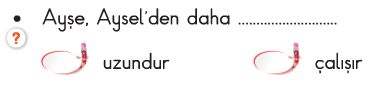 • Ayşe, Aysel'den daha ...........................
?
uzundur çalışır